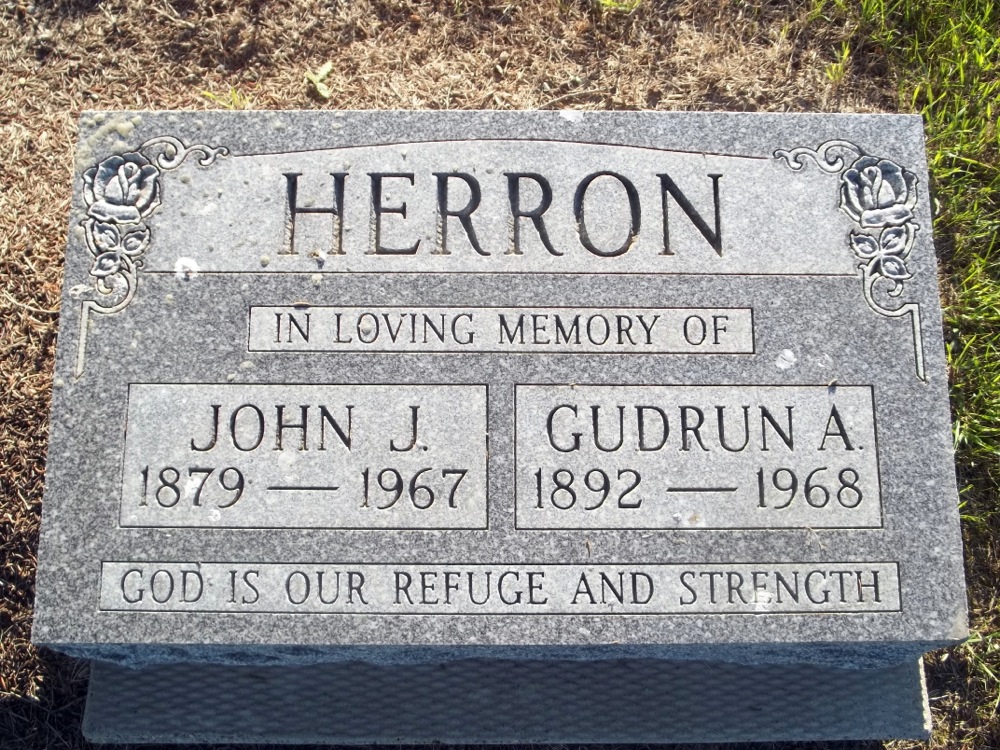 HERRON
IN LOVING MEMORY OF
JOHN J.
1879 — 1967
GUDRUN A.
1892 — 1968
GOD IS OUR REFUGE AND STRENGTH